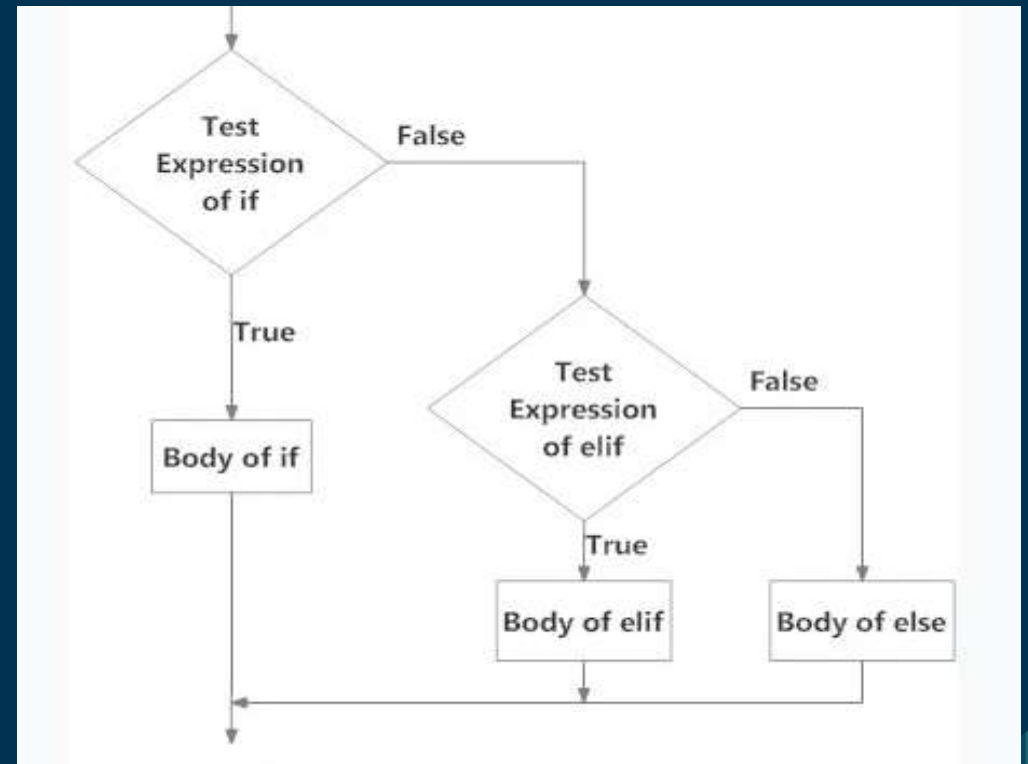 Test
Expression
of if
False
True
Body of if
Test
Expression
of elif
False
True
Body of elif
Body of else